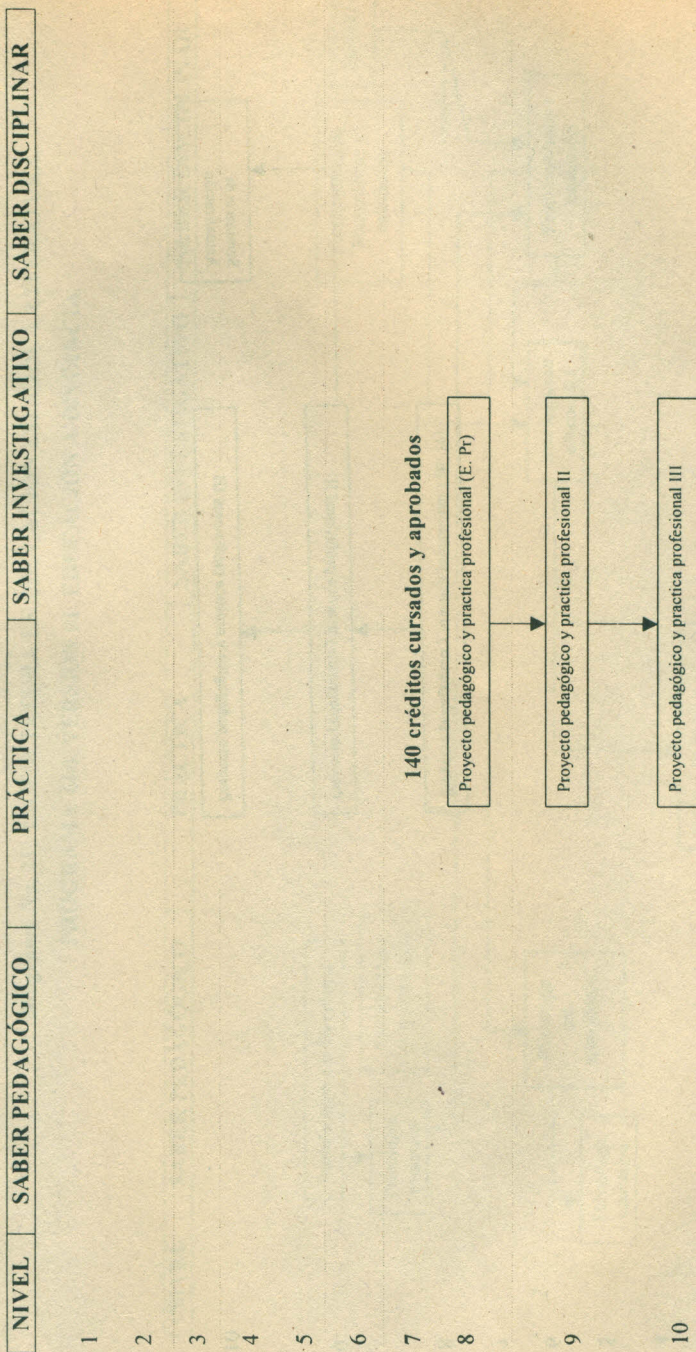 NIVEL SABER PEDAGÓGICO PRÁCTICA SABER INVESTIGATIVO SABER DISCIPLINAR
1
2
3
4
5
6
7
140 créditos cursados y aprobados
8
Proyecto pedagógico y practica profesional (E. Pr)
9
Proyecto pedagógico y practica profesional II
10
Proyecto pedagógico y practica profesional III